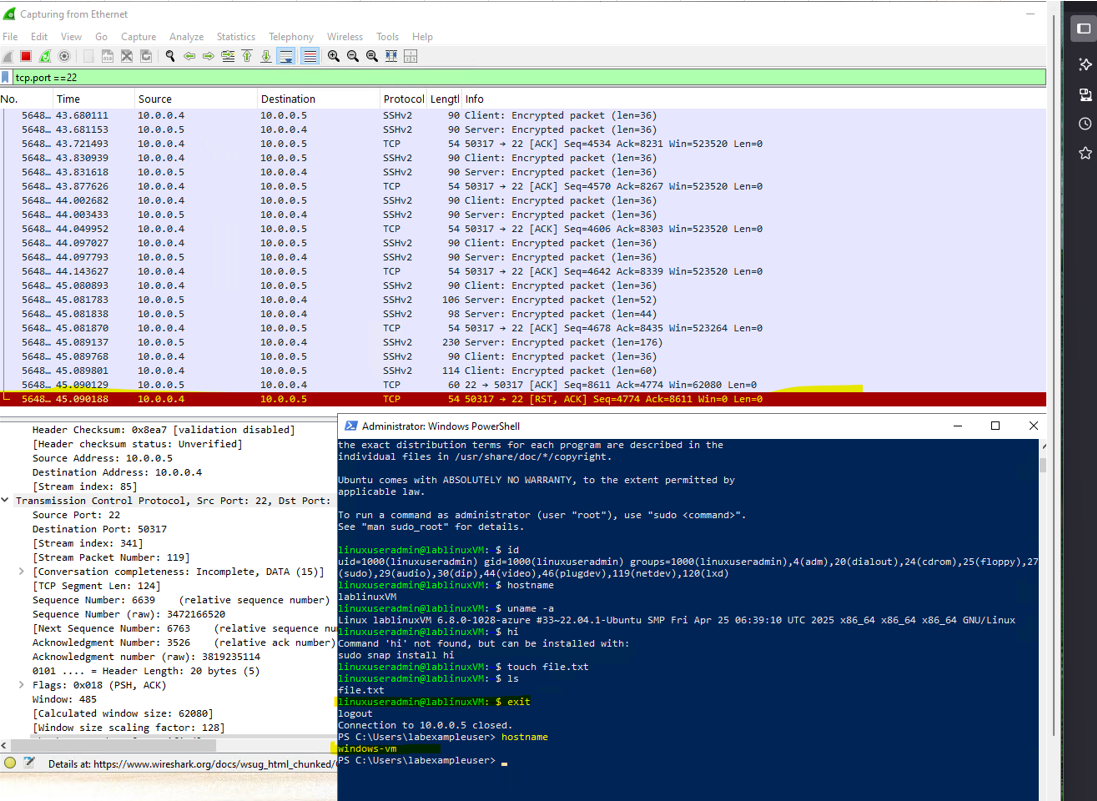 Capturing from Ethernet
File Edit View Go Capture Analyze Statistics Telephony Wireless Tools Help
tcp.port ==22
No. Time Source Destination Protocol Lengtl Info
5648… 43.680111 10.0.0.4 10.0.0.5 SSHv2 90 Client: Encrypted packet (len=36)
5648… 43.681153 10.0.0.5 10.0.0.4 SSHv2 90 Server: Encrypted packet (len=36)
5648… 43.721493 10.0.0.4 10.0.0.5 TCP 54 50317 → 22 [ACK] Seq=4534 Ack=8231 Win=523520 Len=0
5648… 43.830939 10.0.0.4 10.0.0.5 SSHv2 90 Client: Encrypted packet (len=36)
5648… 43.831618 10.0.0.5 10.0.0.4 SSHv2 90 Server: Encrypted packet (len=36)
5648… 43.877626 10.0.0.4 10.0.0.5 TCP 54 50317 → 22 [ACK] Seq=4570 Ack=8267 Win=523520 Len=0
5648… 44.002682 10.0.0.4 10.0.0.5 SSHv2 90 Client: Encrypted packet (len=36)
5648… 44.003433 10.0.0.5 10.0.0.4 SSHv2 90 Server: Encrypted packet (len=36)
5648… 44.049952 10.0.0.4 10.0.0.5 TCP 54 50317 → 22 [ACK] Seq=4606 Ack=8303 Win=523520 Len=0
5648… 44.097027 10.0.0.4 10.0.0.5 SSHv2 90 Client: Encrypted packet (len=36)
5648… 44.097793 10.0.0.5 10.0.0.4 SSHv2 90 Server: Encrypted packet (len=36)
5648… 44.143627 10.0.0.4 10.0.0.5 TCP 54 50317 → 22 [ACK] Seq=4642 Ack=8339 Win=523520 Len=0
5648… 45.080893 10.0.0.4 10.0.0.5 SSHv2 90 Client: Encrypted packet (len=36)
5648… 45.081783 10.0.0.5 10.0.0.4 SSHv2 106 Server: Encrypted packet (len=52)
5648… 45.081838 10.0.0.5 10.0.0.4 SSHv2 98 Server: Encrypted packet (len=44)
5648… 45.081870 10.0.0.4 10.0.0.5 TCP 54 50317 → 22 [ACK] Seq=4678 Ack=8435 Win=523264 Len=0
5648… 45.089137 10.0.0.5 10.0.0.4 SSHv2 230 Server: Encrypted packet (len=176)
5648… 45.089768 10.0.0.4 10.0.0.5 SSHv2 90 Client: Encrypted packet (len=36)
5648… 45.089801 10.0.0.4 10.0.0.5 SSHv2 114 Client: Encrypted packet (len=60)
5648… 45.090129 10.0.0.5 10.0.0.4 TCP 60 22 → 50317 [ACK] Seq=8611 Ack=4774 Win=62080 Len=0
5648… 45.090188 10.0.0.4 10.0.0.5 TCP 54 50317 → 22 [RST, ACK] Seq=4774 Ack=8611 Win=0 Len=0
Header Checksum: 0x8ea7 [validation disabled]
[Header checksum status: Unverified]
Source Address: 10.0.0.5
Destination Address: 10.0.0.4
[Stream index: 85]
Transmission Control Protocol, Src Port: 22, Dst Port:
Source Port: 22
Destination Port: 50317
[Stream index: 341]
[Stream Packet Number: 119]
[Conversation completeness: Incomplete, DATA (15)]
[TCP Segment Len: 124]
Sequence Number: 6639 (relative sequence number)
Sequence Number (raw): 3472166520
[Next Sequence Number: 6763 (relative sequence nu
Acknowledgment Number: 3526 (relative ack number)
Acknowledgment number (raw): 3819235114
0101 .... = Header Length: 20 bytes (5)
Flags: 0x018 (PSH, ACK)
Window: 485
[Calculated window size: 62080]
[Window size scaling factor: 128]
Details at: https://www.wireshark.org/docs/wsug_html_chunked/
Administrator: Windows PowerShell
the exact distribution terms for each program are described in the
individual files in /usr/share/doc/*/copyright.
Ubuntu comes with ABSOLUTELY NO WARRANTY, to the extent permitted by
applicable law.
To run a command as administrator (user "root"), use "sudo <command>".
See "man sudo_root" for details.
linuxuseradmin@lablinuxVM: $ id
uid=1000(linuxuseradmin) gid=1000(linuxuseradmin) groups=1000(linuxuseradmin),4(adm),20(dialout),24(cdrom),25(floppy),27
(sudo),29(audio),30(dip),44(video),46(plugdev),119(netdev),120(lxd)
linuxuseradmin@lablinuxVM: $ hostname
lablinuxVM
linuxuseradmin@lablinuxVM: $ uname -a
Linux lablinuxVM 6.8.0-1028-azure #33~22.04.1-Ubuntu SMP Fri Apr 25 06:39:10 UTC 2025 x86_64 x86_64 x86_64 GNU/Linux
linuxuseradmin@lablinuxVM: $ hi
Command 'hi' not found, but can be installed with:
sudo snap install hi
linuxuseradmin@lablinuxVM: $ touch file.txt
linuxuseradmin@lablinuxVM: $ ls
file.txt
linuxuseradmin@lablinuxVM: $ exit
logout
Connection to 10.0.0.5 closed.
PS C:\Users\labexampleuser> hostname
windows-vm
PS C:\Users\labexampleuser>